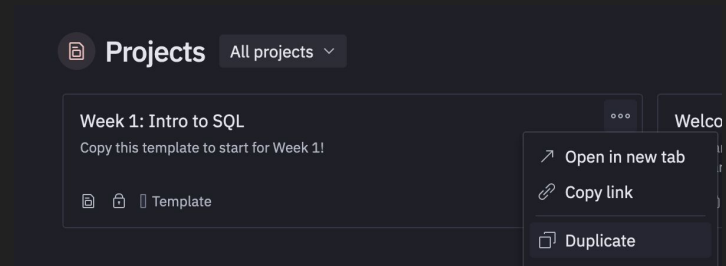 Projects
All projects
Week 1: Intro to SQL
Copy this template to start for Week 1!
Template
Welco
Open in new tab
Copy link
Duplicate